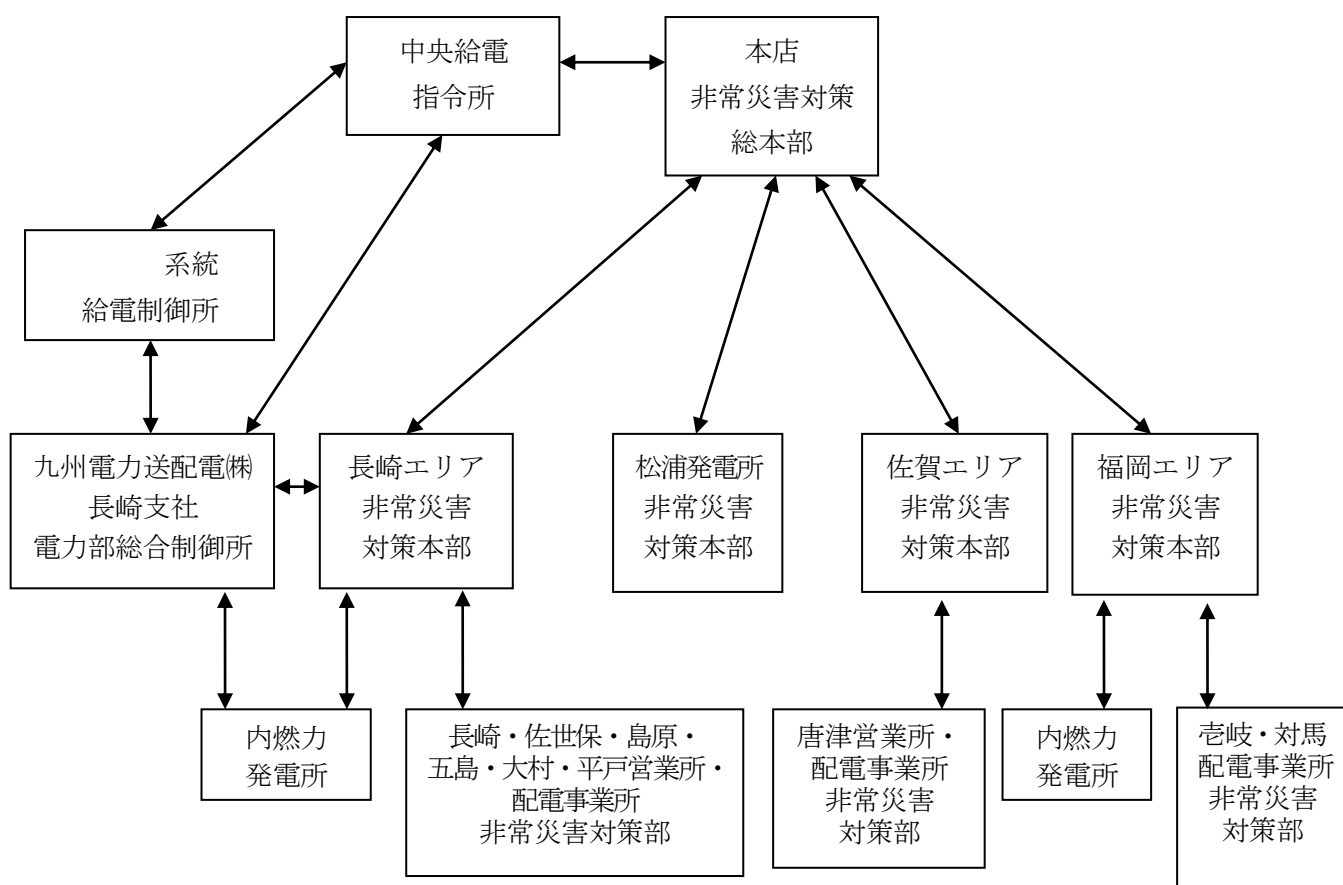 中央給電
指令所
本店
非常災害対策
総本部
系統
給電制御所
九州電力送配電㈱
長崎支社
電力部総合制御所
長崎エリア
非常災害
対策本部
松浦発電所
非常災害
対策本部
佐賀エリア
非常災害
対策本部
福岡エリア
非常災害
対策本部
内燃力
発電所
長崎・佐世保・島原・
五島・大村・平戸営業所・
配電事業所
非常災害対策部
唐津営業所・
配電事業所
非常災害
対策部
内燃力
発電所
壱岐・対馬
配電事業所
非常災害
対策部